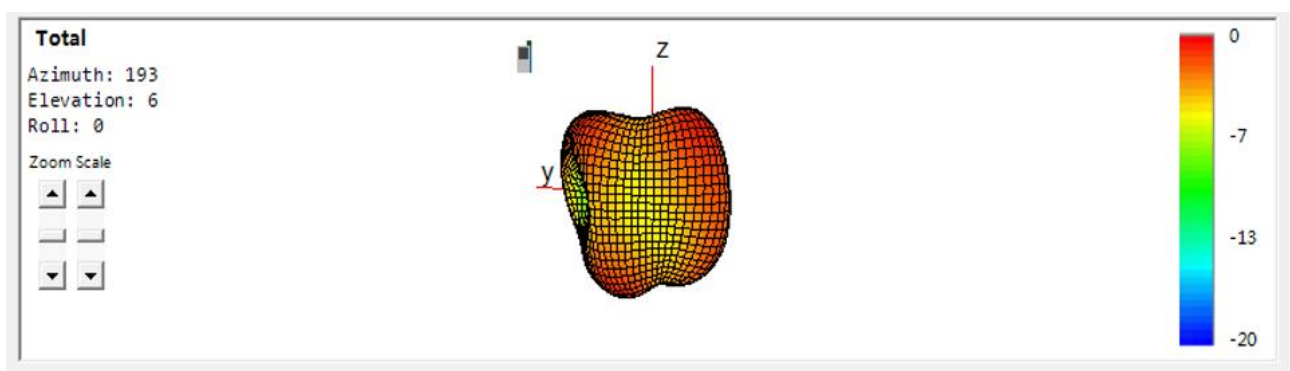 Total
Azimuth: 193
Elevation: 6
Roll: 0
Zoom Scale
z
y
0
-7
-13
-20